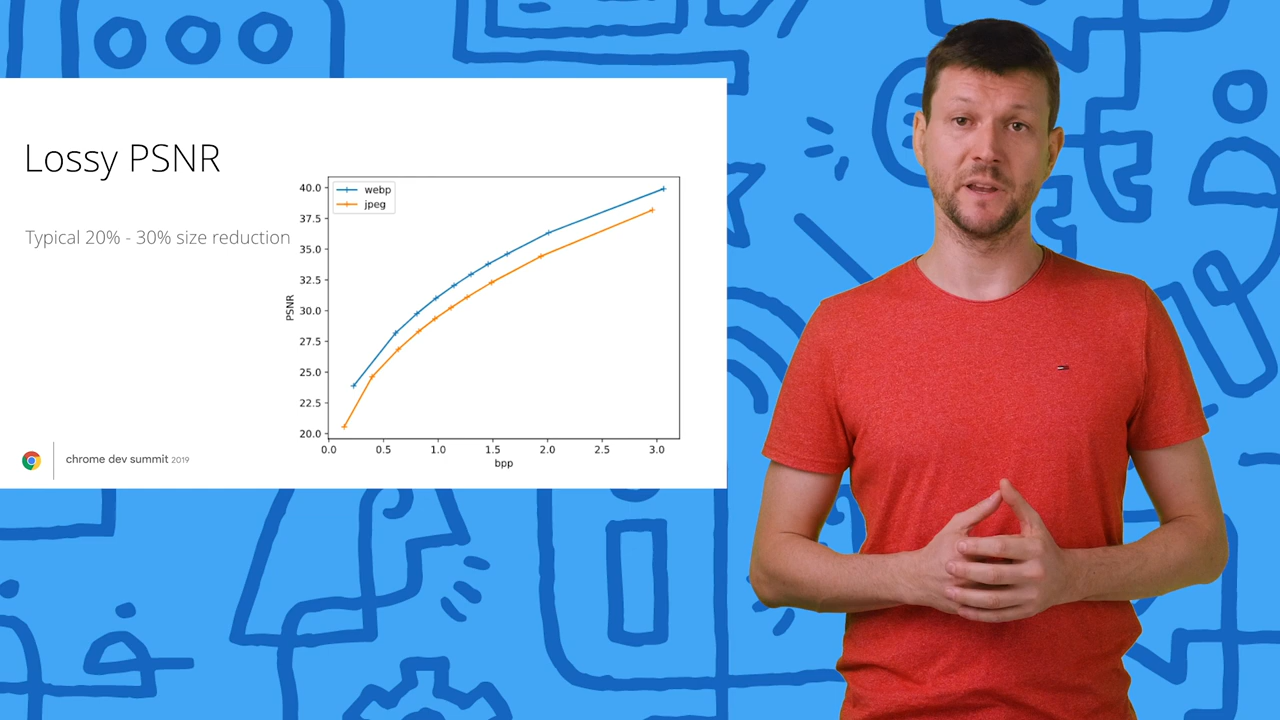 Lossy PSNR
Typical 20% - 30% size reduction
webp
jpeg
40.0
37.5
35.0
32.5
30.0
27.5
25.0
22.5
20.0
PSNR
0.0 0.5 1.0 1.5 2.0 2.5 3.0
bpp
chrome dev summit 2019